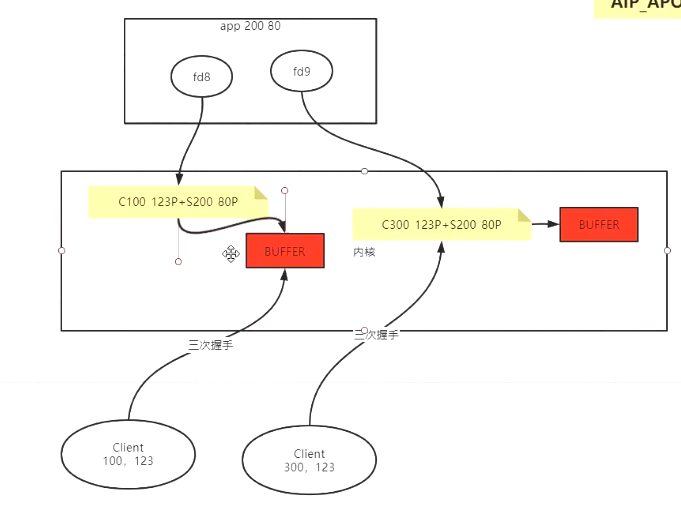 AIP_APO
app 200 80
fd8
fd9
C100 123P+S200 80P
C300 123P+S200 80P
BUFFER
BUFFER
内核
三次握手
三次握手
Client
100, 123
Client
300, 123